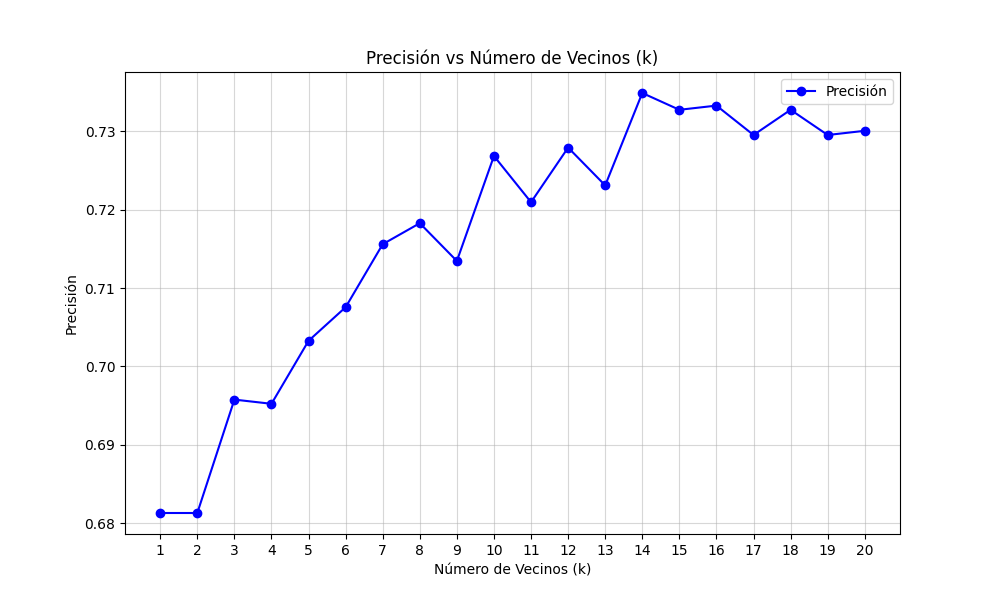 Precisión vs Número de Vecinos (k)
Precisión
0.73
0.72
0.71
0.70
0.69
0.68
Precisión
1 2 3 4 5 6 7 8 9 10 11 12 13 14 15 16 17 18 19 20
Número de Vecinos (k)